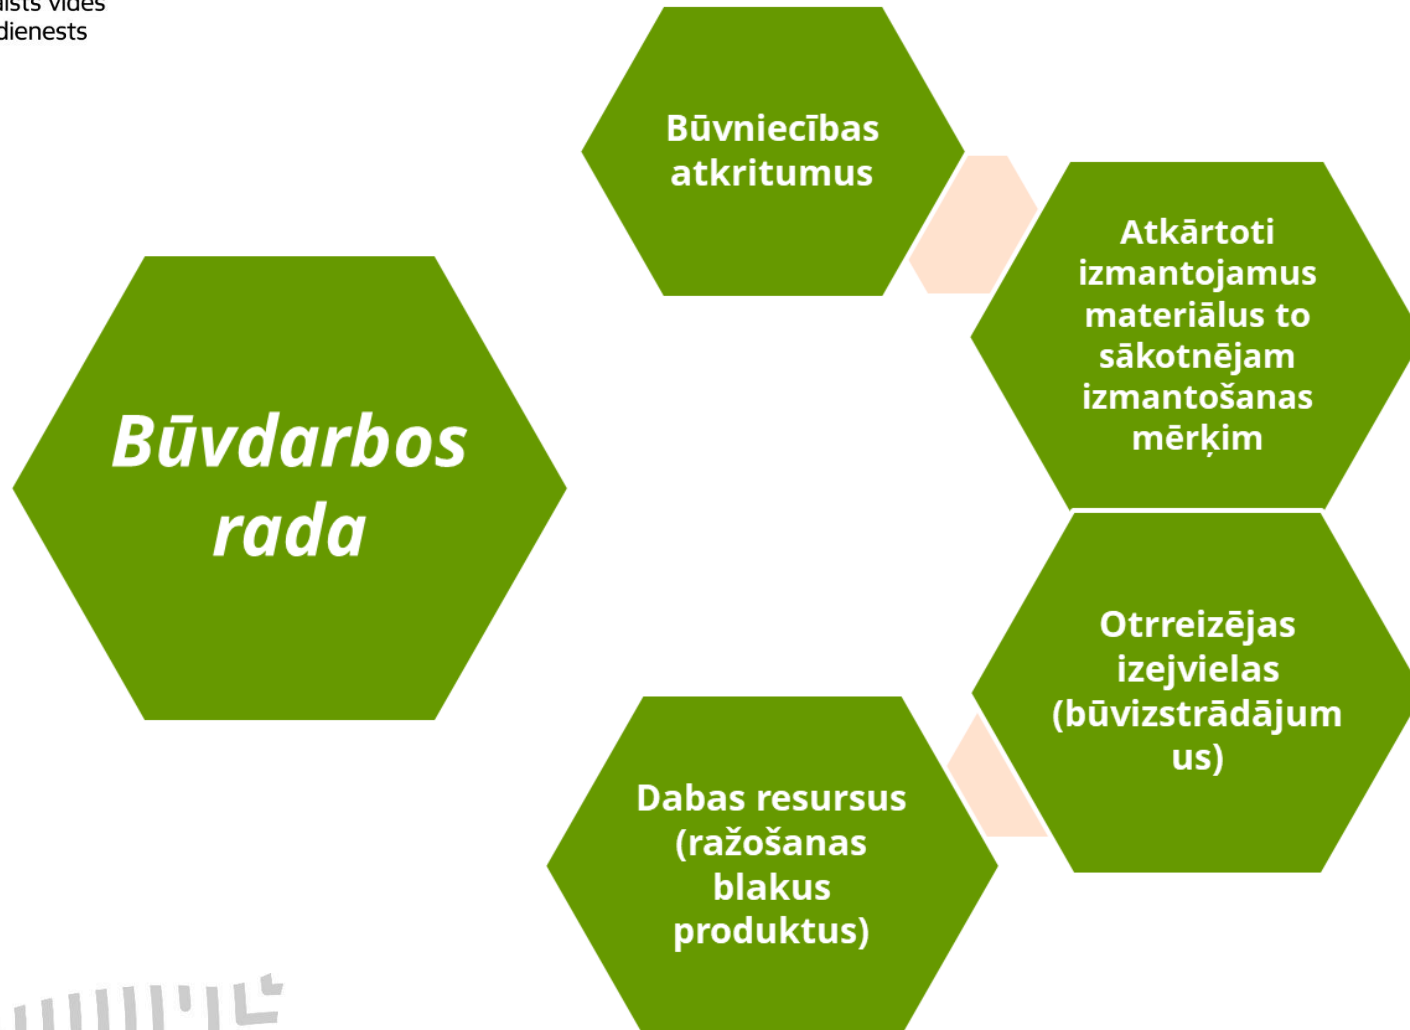 vides
dienests
Būvniecības
atkritumus
Atkārtoti
izmantojamus
materiālus to
sākotnējam
izmantošanas
mērķim
Būvdarbos
rada
Otrreizējas
izejvielas
(būvizstrādājum
us)
Dabas resursus
(ražošanas
blakus
produktus)